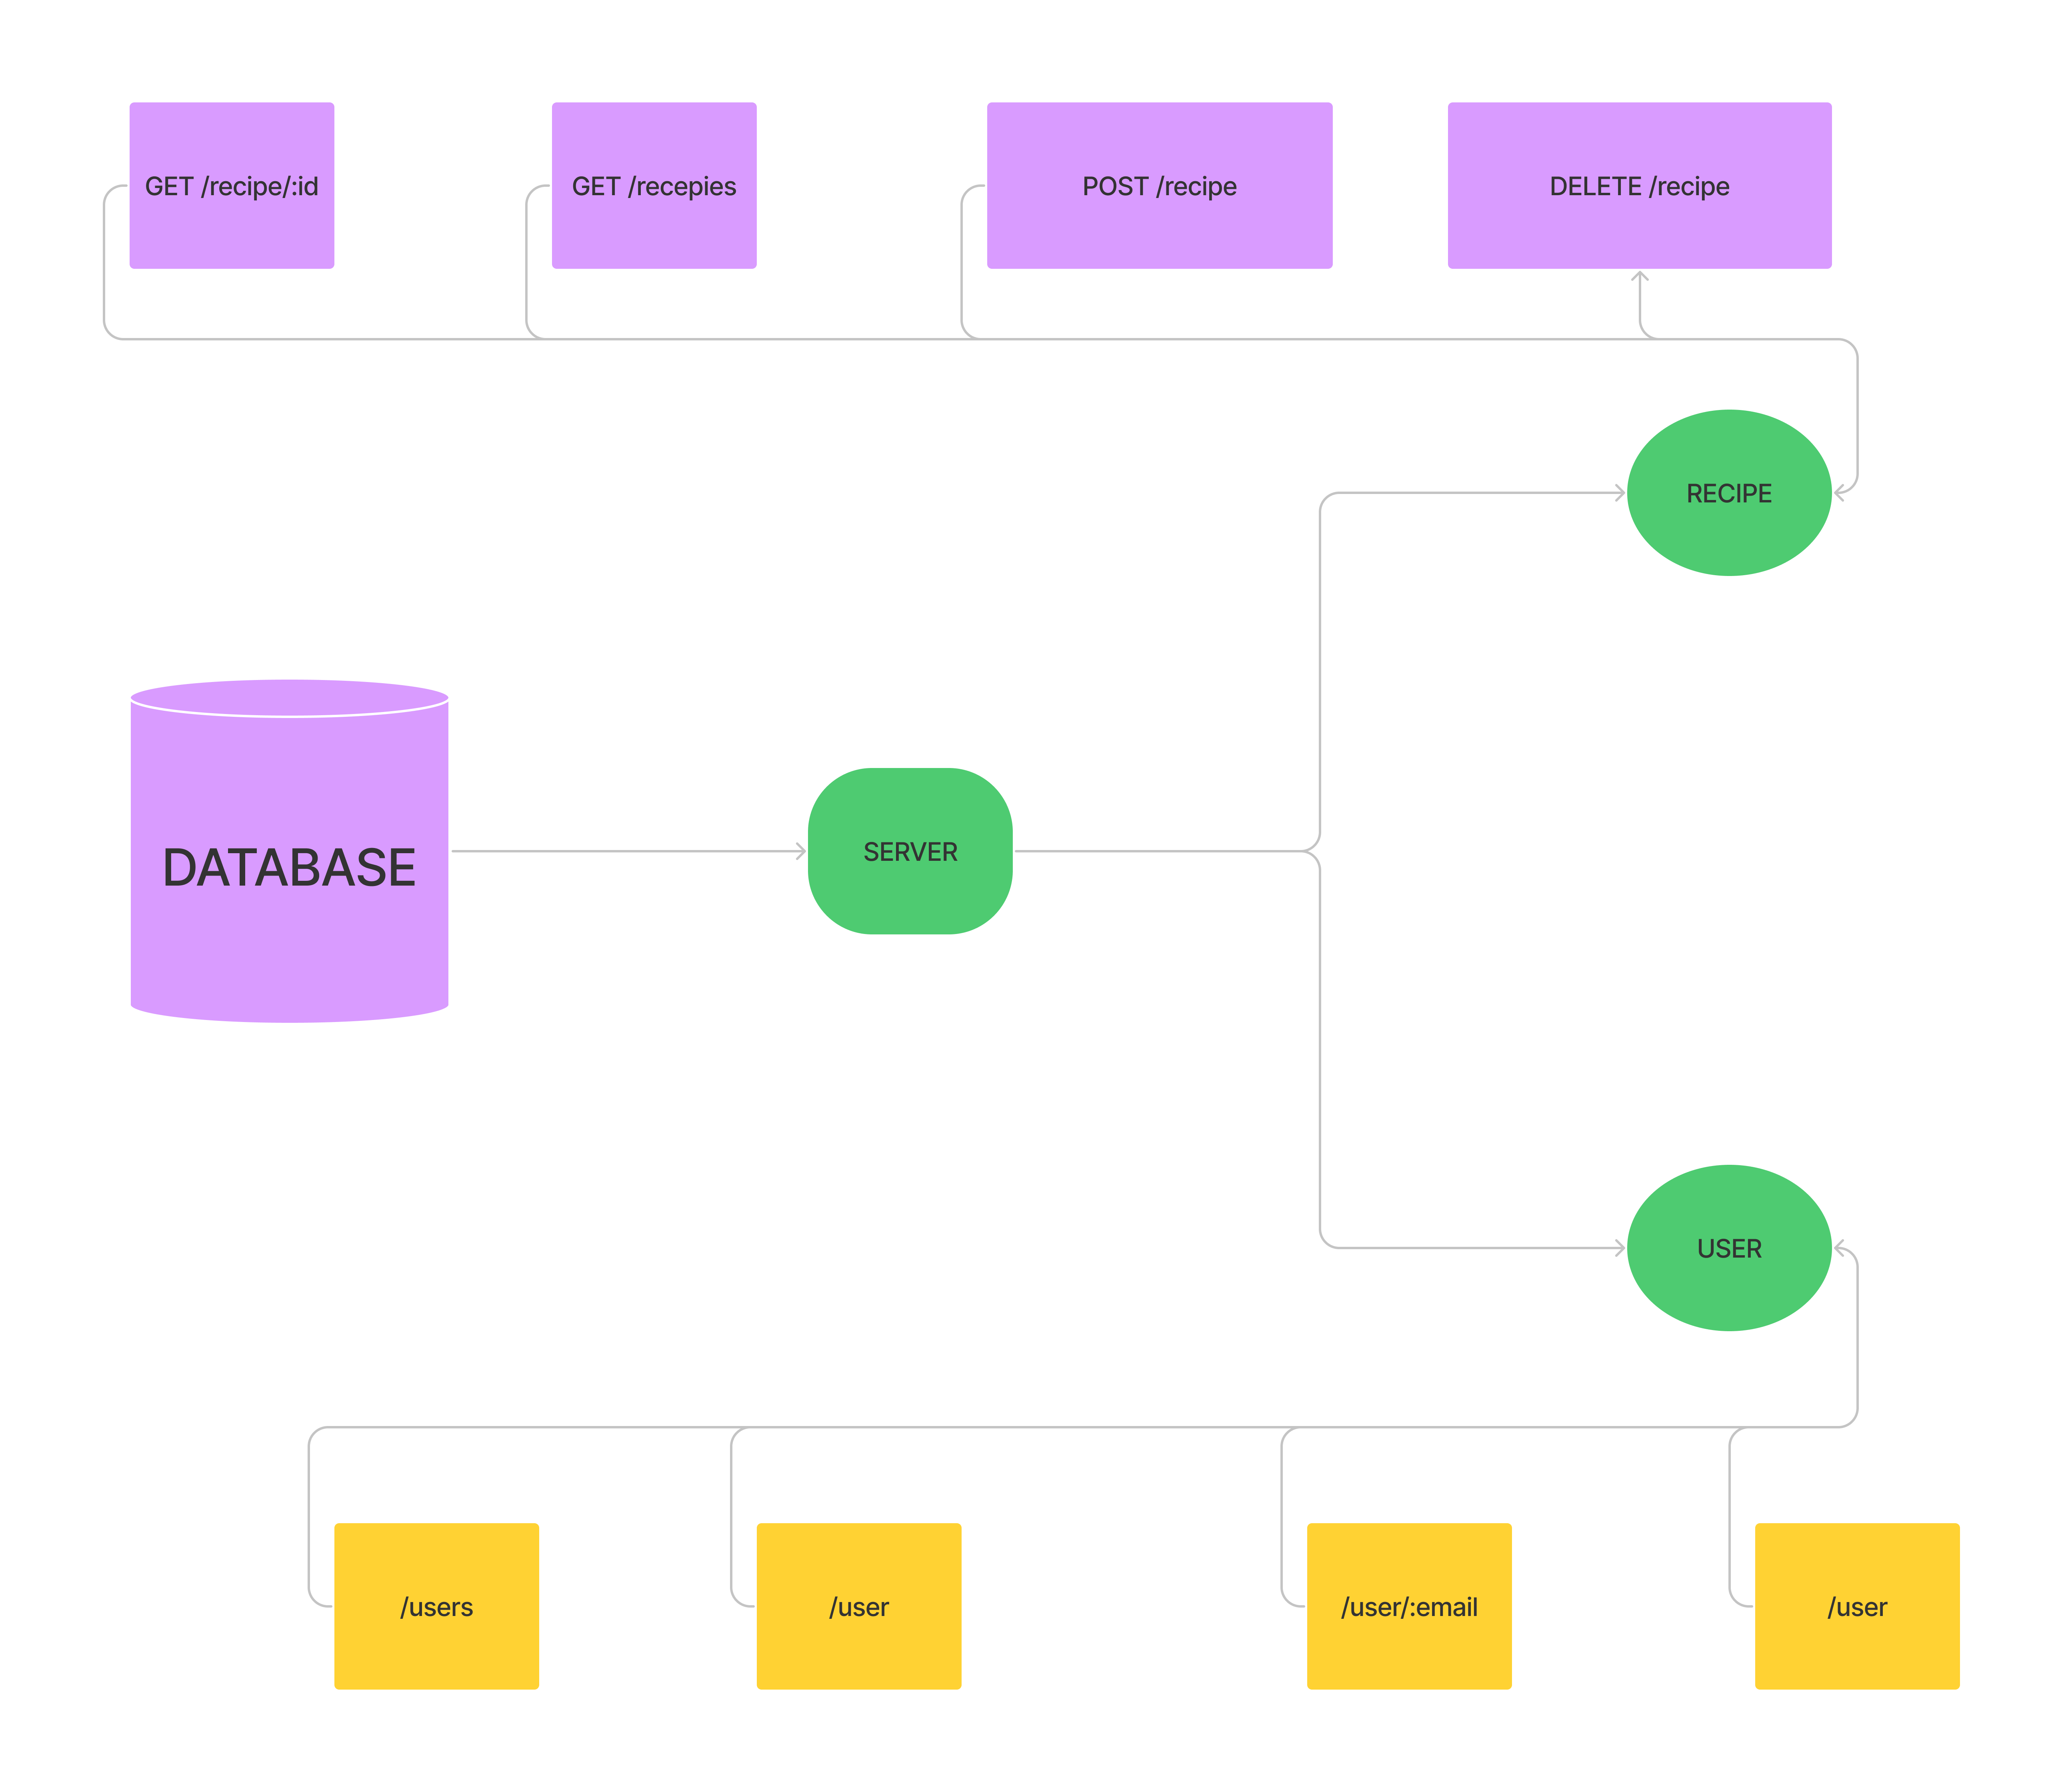 GET /recipe/:id
GET /recepies
POST /recipe
DELETE /recipe
RECIPE
DATABASE
SERVER
USER
/users
/user
/user/:email
/user